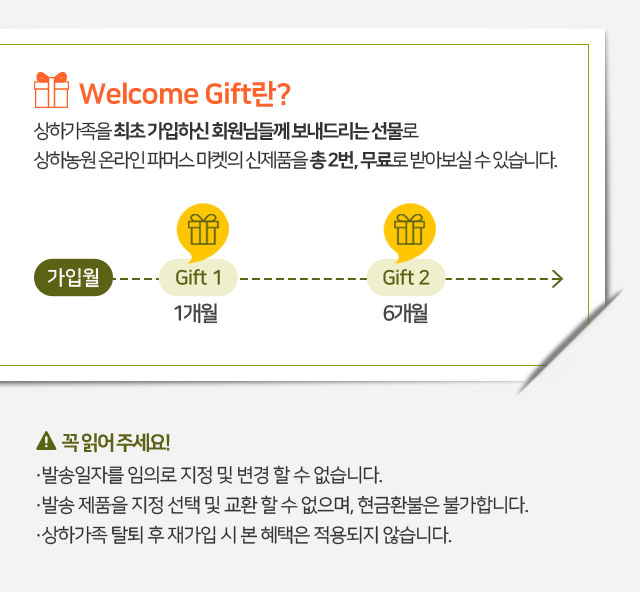 Welcome Gift란?
상하가족을 최초 가입하신 회원님들께 보내드리는 선물로
상하농원 온라인 파머스 마켓의 신제품을 총 2번, 무료로 받아보실 수 있습니다.
가입월 Gift 1 Gift 2
1개월 6개월
꼭 읽어 주세요!
·발송일자를 임의로 지정 및 변경 할 수 없습니다.
·발송 제품을 지정 선택 및 교환 할 수 없으며, 현금환불은 불가합니다.
·상하가족 탈퇴 후 재가입 시 본 혜택은 적용되지 않습니다.